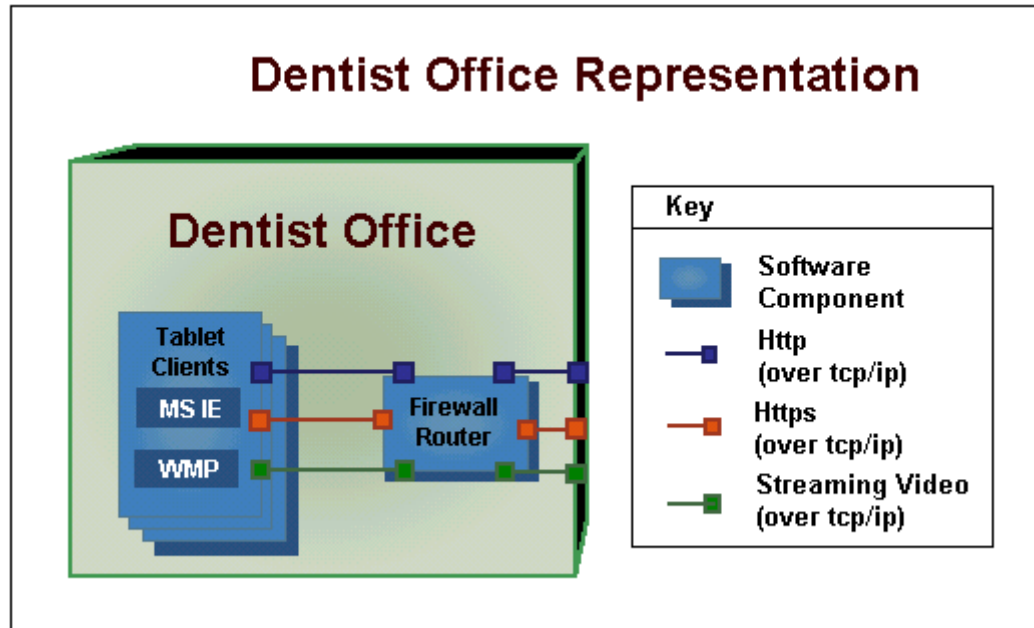 Dentist Office Representation
Dentist Office
Tablet
Clients
MS IE
WMP
Firewall
Router
Key
Software
Component
Http
(over tcp/ip)
Https
(over tcp/ip)
Streaming Video
(over tcp/ip)